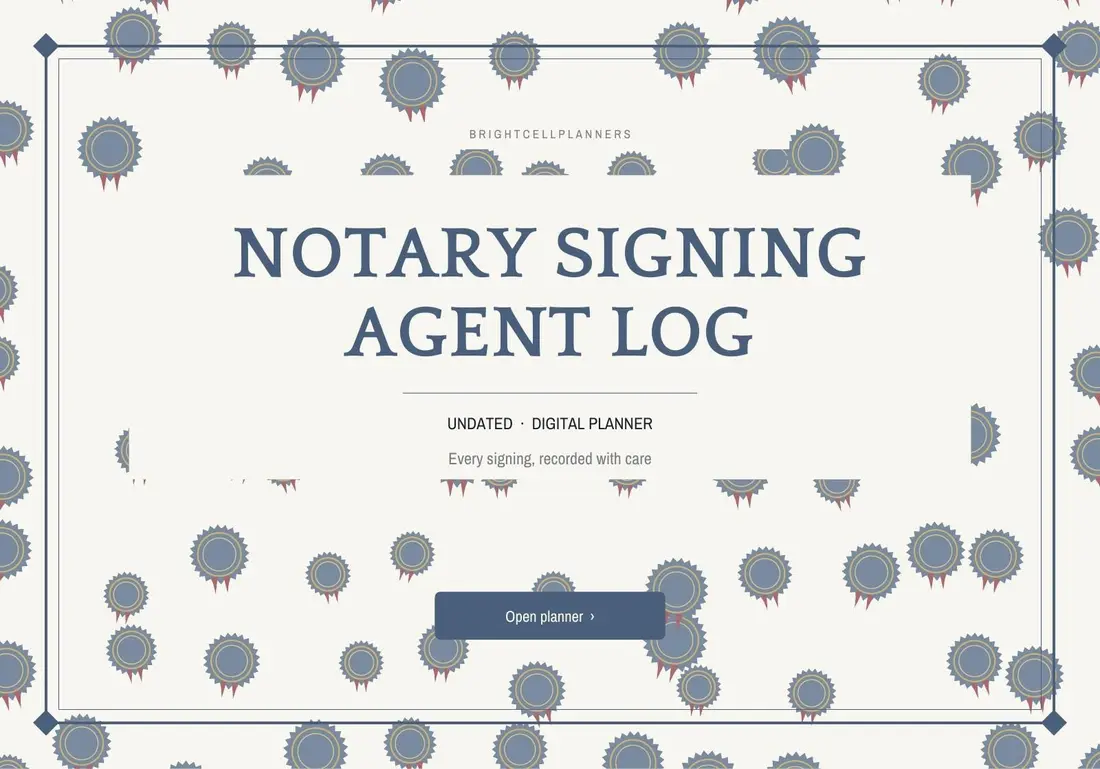 BRIGHTCELLPLANNERS
NOTARY SIGNING
AGENT LOG
UNDATED · DIGITAL PLANNER
Every signing, recorded with care
Open planner ›